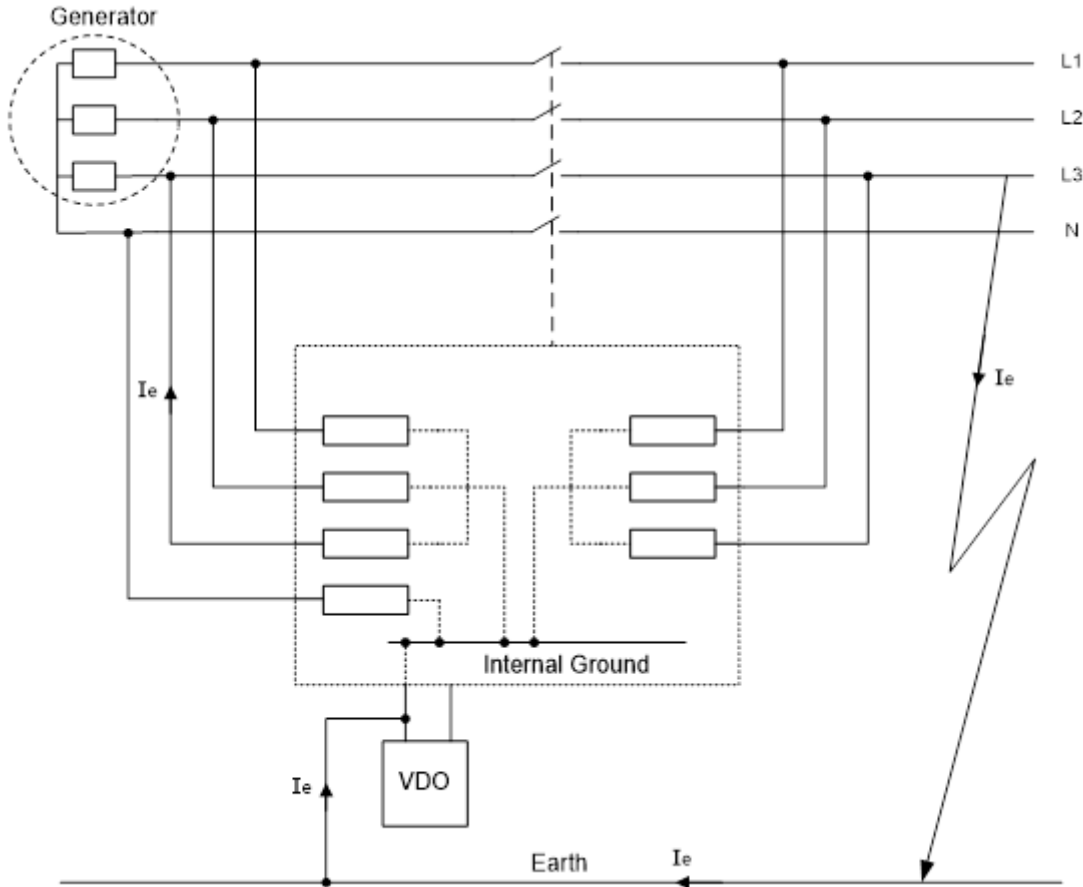 Generator
L1
L2
L3
N
Ie
Ie
Internal Ground
VDO
Ie
Earth
Ie